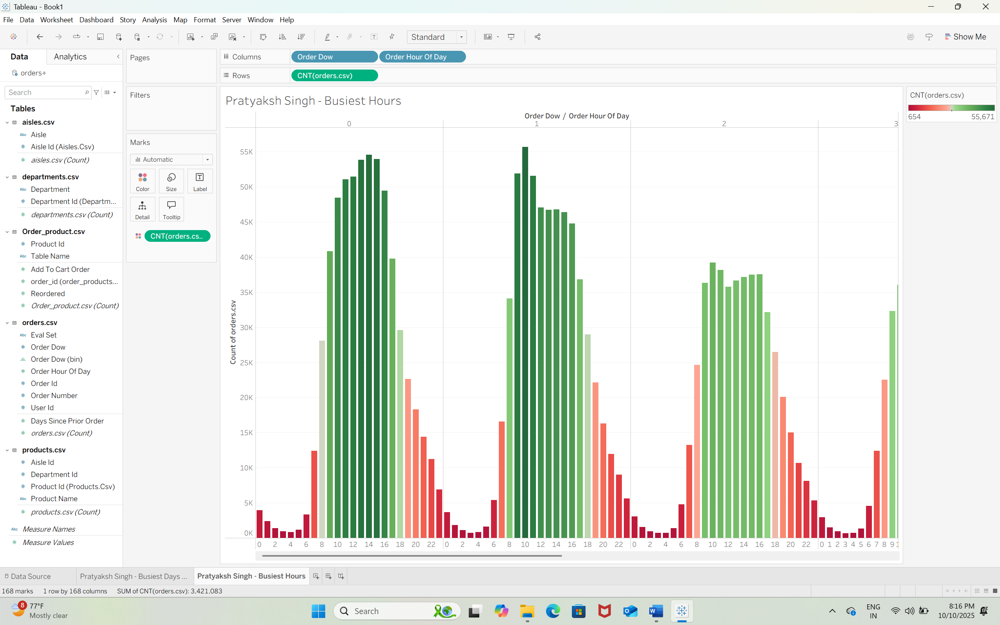 Tableau - Book1
File Data Worksheet Dashboard Story Analysis Map Format Server Window Help
Standard
Show Me
Data Analytics
orders+
Search
Tables
aisles.csv
Abc Aisle
# Aisle Id (Aisles.Csv)
# aisles.csv (Count)
departments.csv
Abc Department
# Department Id (Departm...
# departments.csv (Count)
Order_product.csv
# Product Id
Abc Table Name
# Add To Cart Order
# order_id (order_products...
# Reordered
# Order_product.csv (Count)
orders.csv
Abc Eval Set
# Order Dow
Order Dow (bin)
# Order Hour Of Day
# Order Id
# Order Number
# User Id
# Days Since Prior Order
# orders.csv (Count)
products.csv
# Aisle Id
# Department Id
# Product Id (Products.Csv)
Abc Product Name
# products.csv (Count)
Abc Measure Names
# Measure Values
Pages
Filters
Marks
Automatic
Color Size Label
Detail Tooltip
CNT(orders.cs..
Columns Order Dow Order Hour Of Day
Rows CNT(orders.csv)
Pratyaksh Singh - Busiest Hours
Order Dow / Order Hour Of Day
0 1 2 3
55K
50K
45K
40K
35K
30K
25K
20K
15K
10K
5K
0K
Count of orders.csv
0 2 4 6 8 10 12 14 16 18 20 22 0 2 4 6 8 10 12 14 16 18 20 22 0 2 4 6 8 10 12 14 16 18 20 22 0 1 2 3 4 5 6 7 8 9 1
CNT(orders.csv)
654 55,671
Data Source Pratyaksh Singh - Busiest Days ... Pratyaksh Singh - Busiest Hours
168 marks 1 row by 168 columns SUM of CNT(orders.csv): 3,421,083
8
77°F
Mostly clear
Search
ENG
IN
8:16 PM
10/10/2025